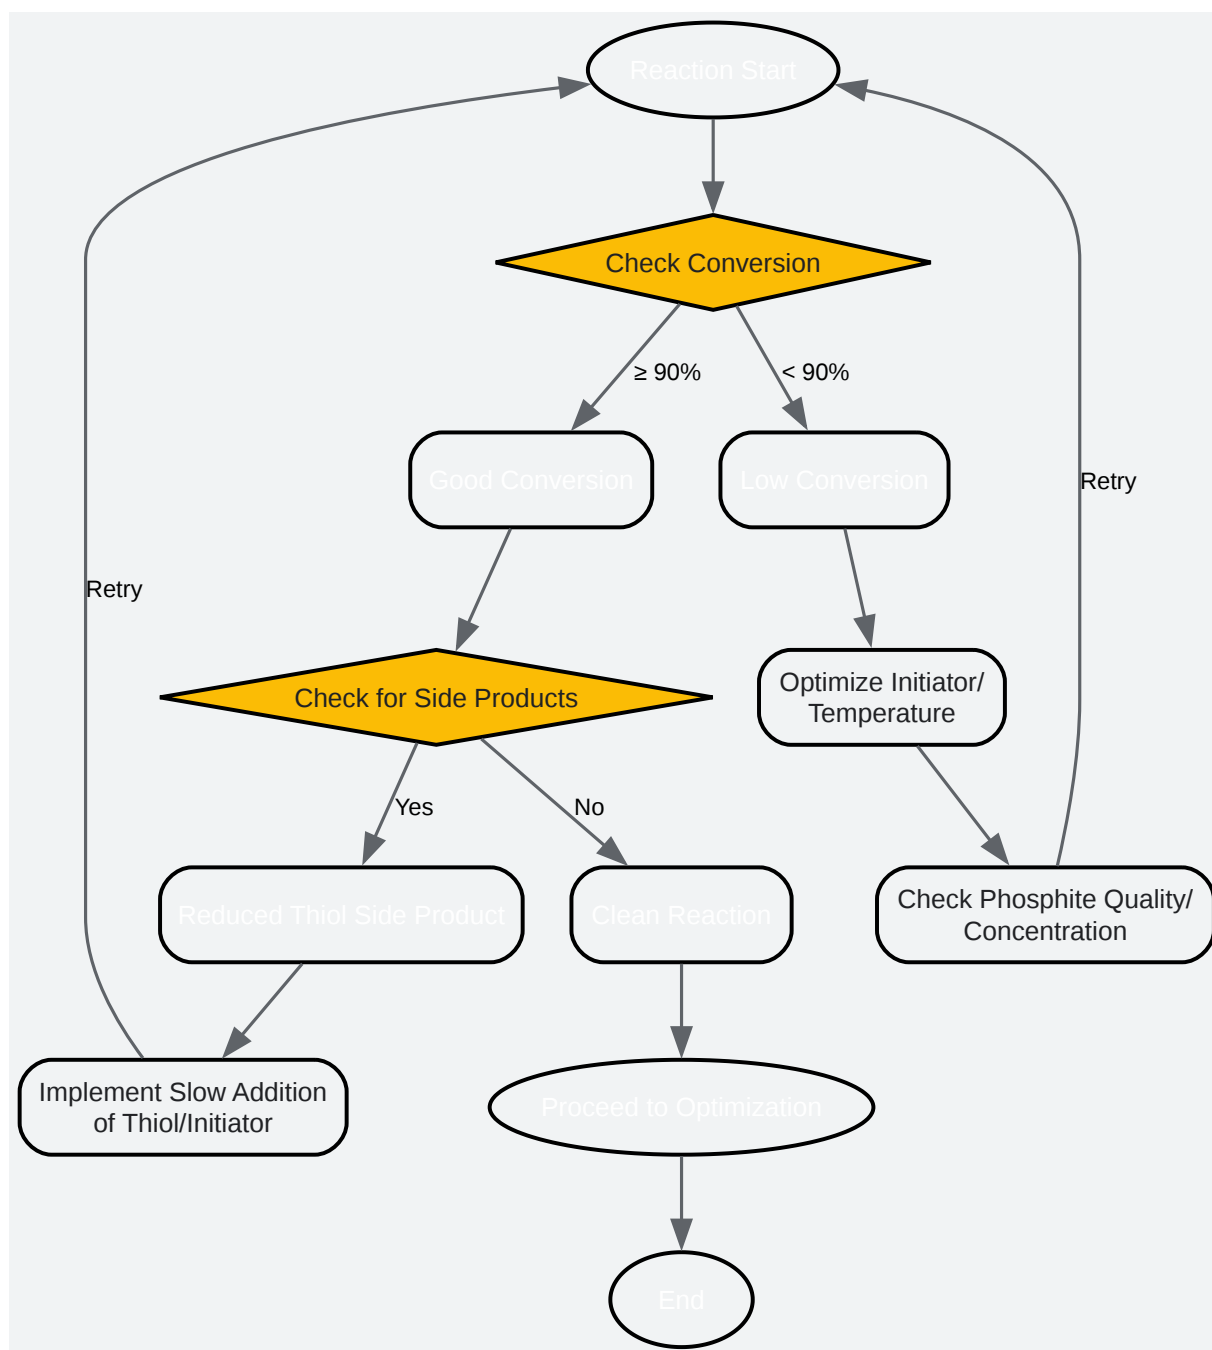 Reaction Start
Check Conversion
≥ 90%
< 90%
Good Conversion
Low Conversion
Retry
Retry
Check for Side Products
Optimize Initiator/
Temperature
Yes
No
Reduced Thiol Side Product
Clean Reaction
Check Phosphite Quality/
Concentration
Implement Slow Addition
of Thiol/Initiator
Proceed to Optimization
End